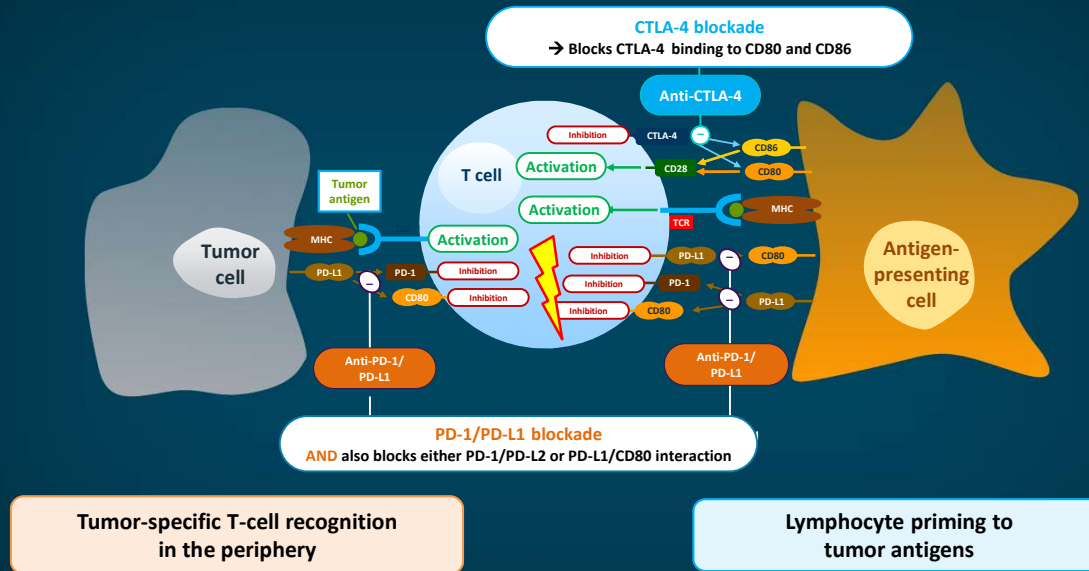 CTLA-4 blockade
→ Blocks CTLA-4 binding to CD80 and CD86
Anti-CTLA-4
Inhibition
CTLA-4
–
CD86
T cell
Activation
CD28
CD80
Tumor
antigen
Activation
TCR
MHC
MHC
TCR
Activation
Tumor
cell
Antigen-
presenting
cell
PD-L1
PD-1
Inhibition
–
CD80
Inhibition
Inhibition
PD-L1
–
CD80
Inhibition
PD-1
–
PD-L1
Inhibition
CD80
Anti-PD-1/
PD-L1
Anti-PD-1/
PD-L1
PD-1/PD-L1 blockade
AND also blocks either PD-1/PD-L2 or PD-L1/CD80 interaction
Tumor-specific T-cell recognition
in the periphery
Lymphocyte priming to
tumor antigens